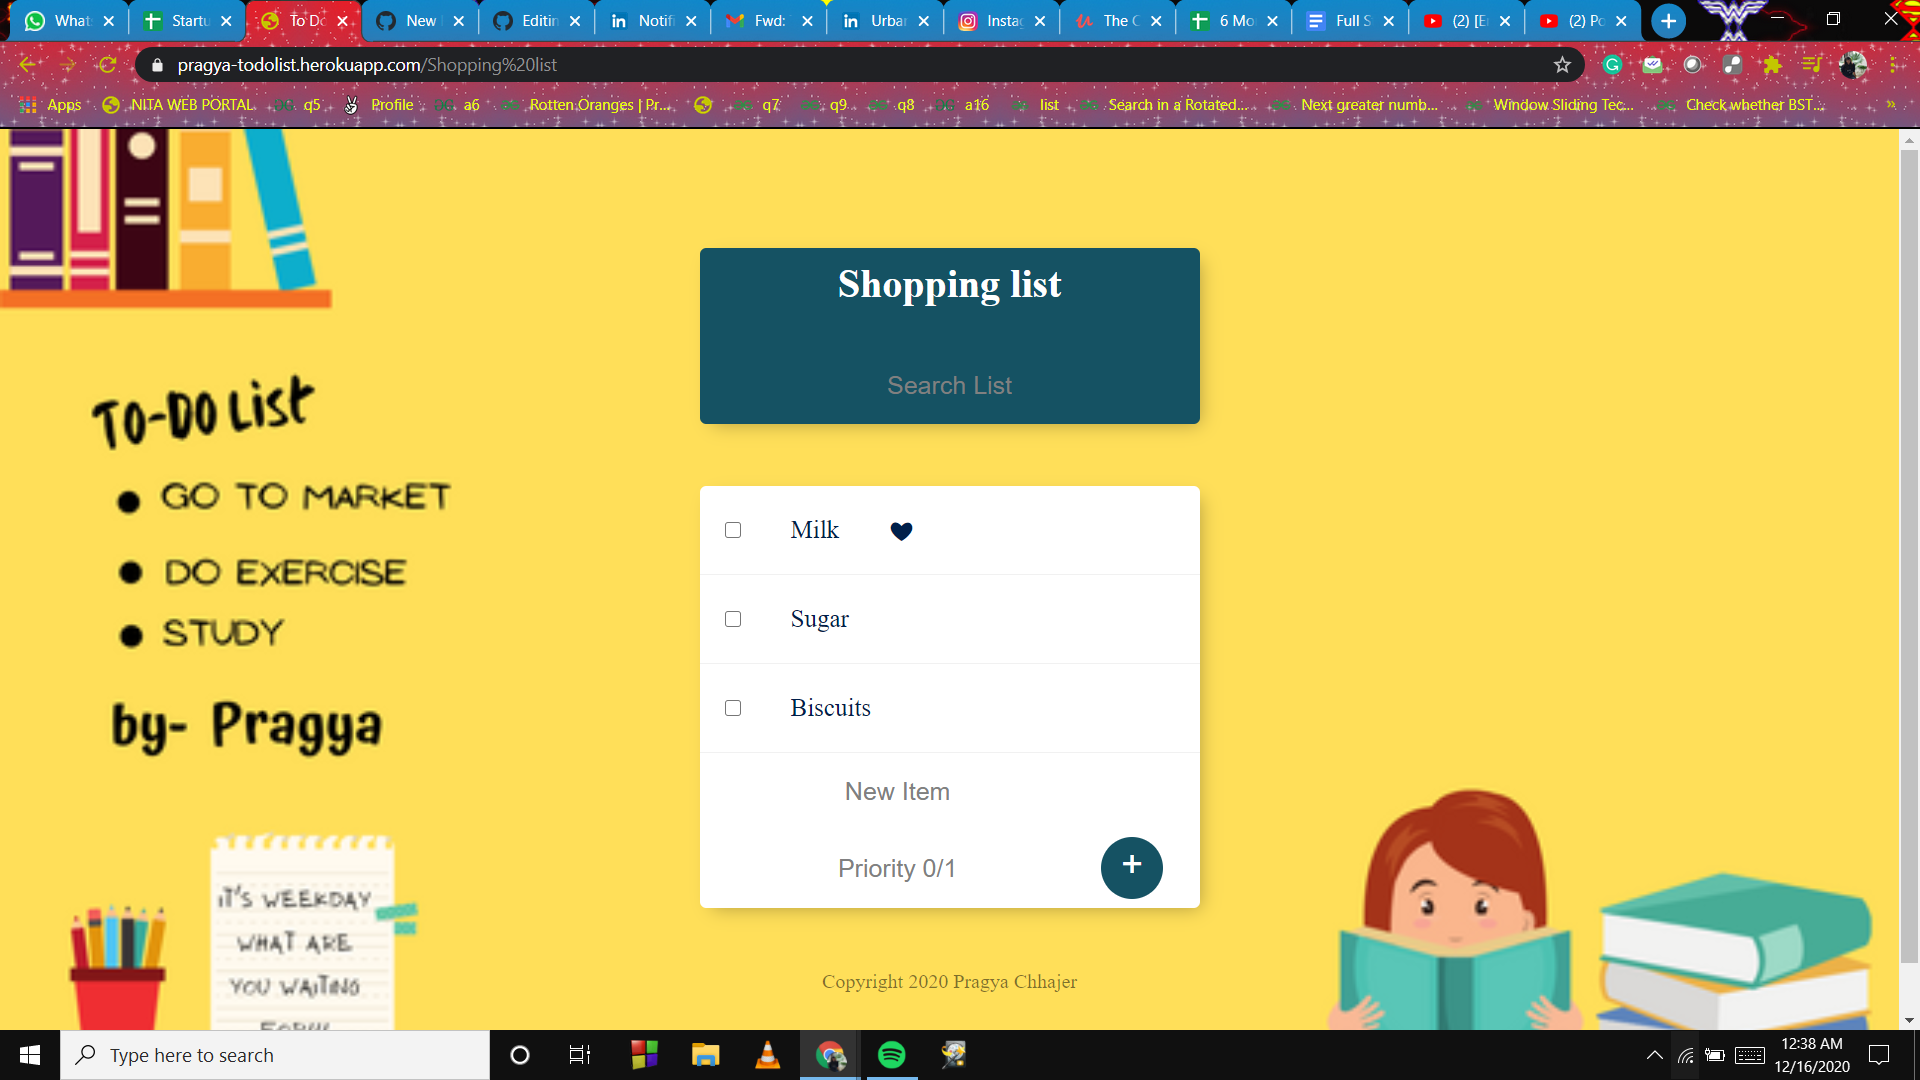 Whats
Startu
To Do
New
Editin
Notifi
Fwd:
Urban
Insta
The C
6 Mo
Full S
(2) [E
(2) Po
pragya-todolist.herokuapp.com/Shopping%20list
Apps
NITA WEB PORTAL
q5
Profile
a6
Rotten Oranges | Pr...
q7
q9
q8
a16
list
Search in a Rotated...
Next greater numb...
Window Sliding Tec...
Check whether BST...
»
TO-DO List
GO TO MARKET
DO EXERCISE
STUDY
by- Pragya
IT'S WEEKDAY
WHAT ARE
YOU WAITING
Shopping list
Search List
Milk
Sugar
Biscuits
New Item
Priority 0/1
+
Copyright 2020 Pragya Chhajer
Type here to search
12:38 AM
12/16/2020